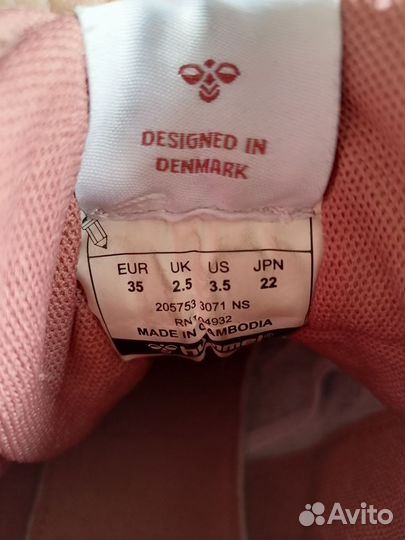 DESIGNED IN
DENMARK
EUR UK US JPN
35 2.5 3.5 22
205753 3071 NS
MADE IN CAMBODIA
hummel
Avito